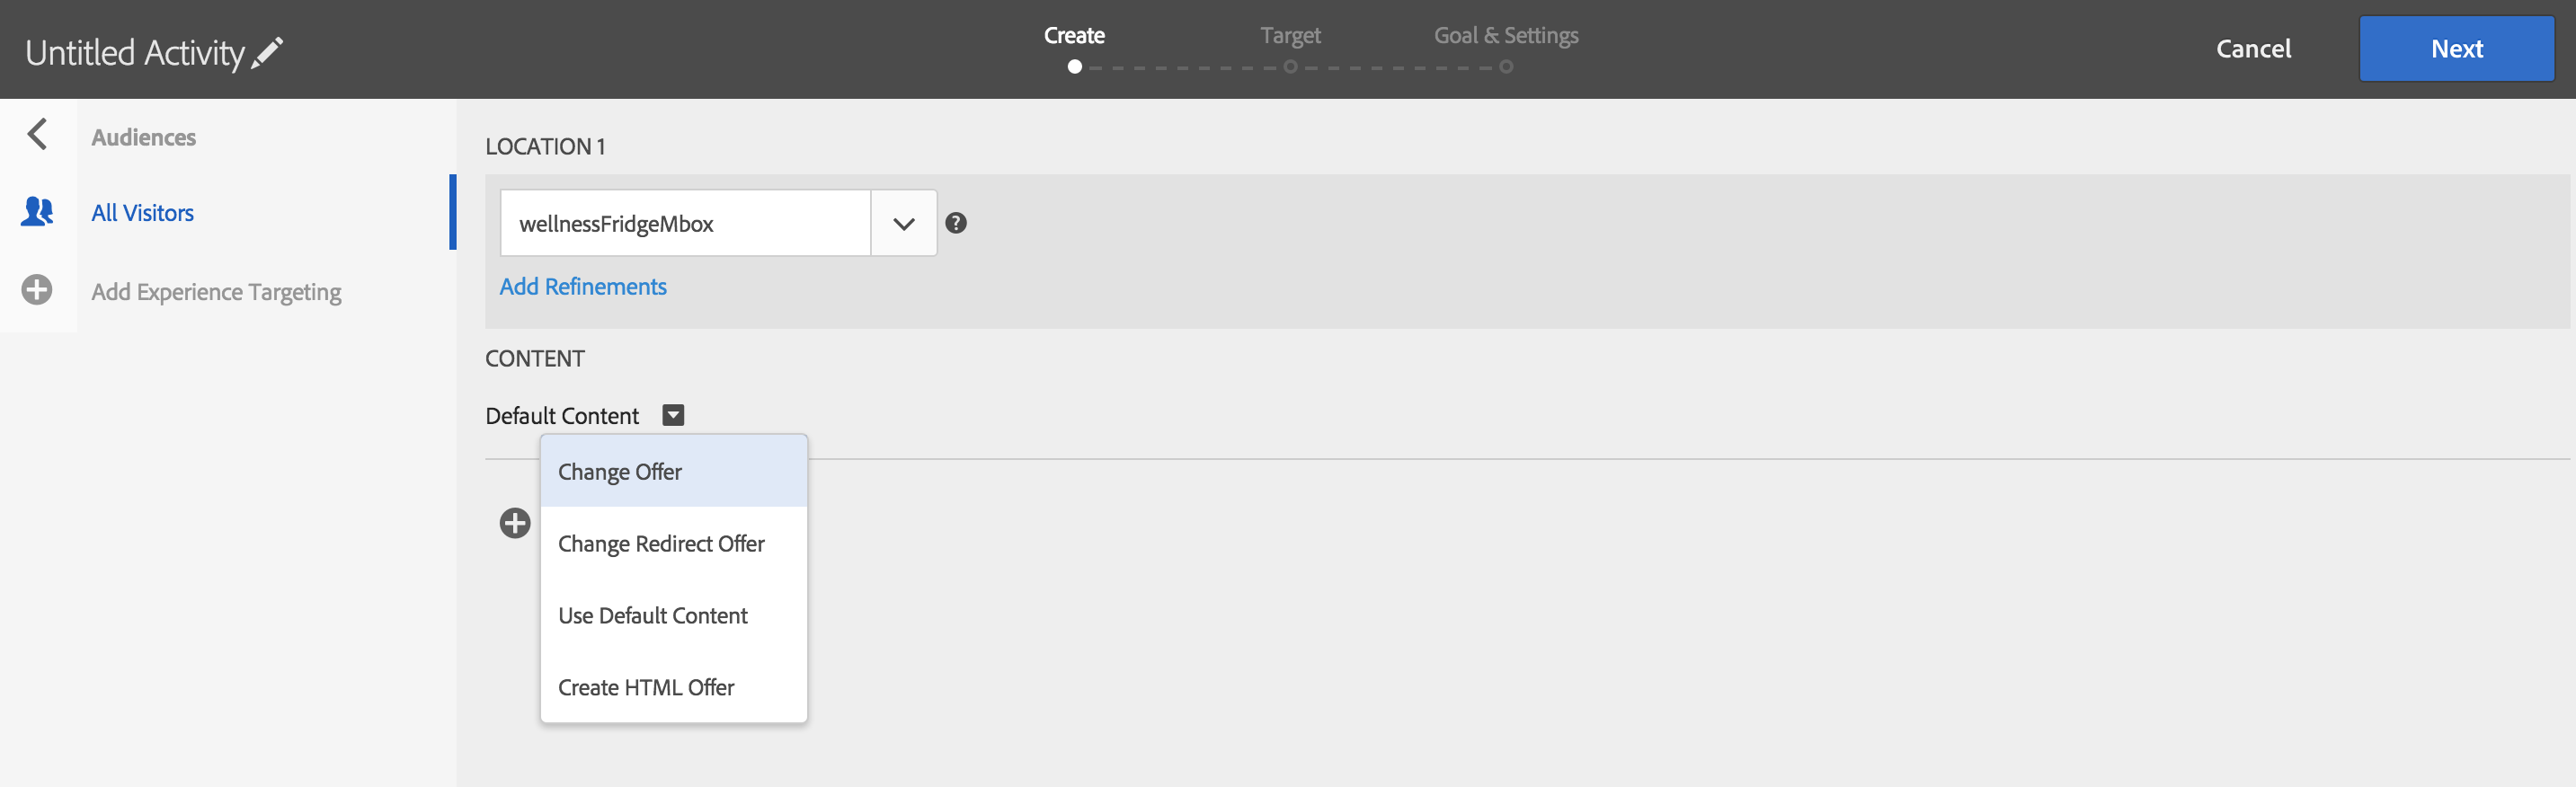 Untitled Activity
Create
Target
Goal & Settings
Cancel
Next
Audiences
All Visitors
Add Experience Targeting
LOCATION 1
wellnessFridgeMbox
?
Add Refinements
CONTENT
Default Content
Change Offer
Change Redirect Offer
Use Default Content
Create HTML Offer